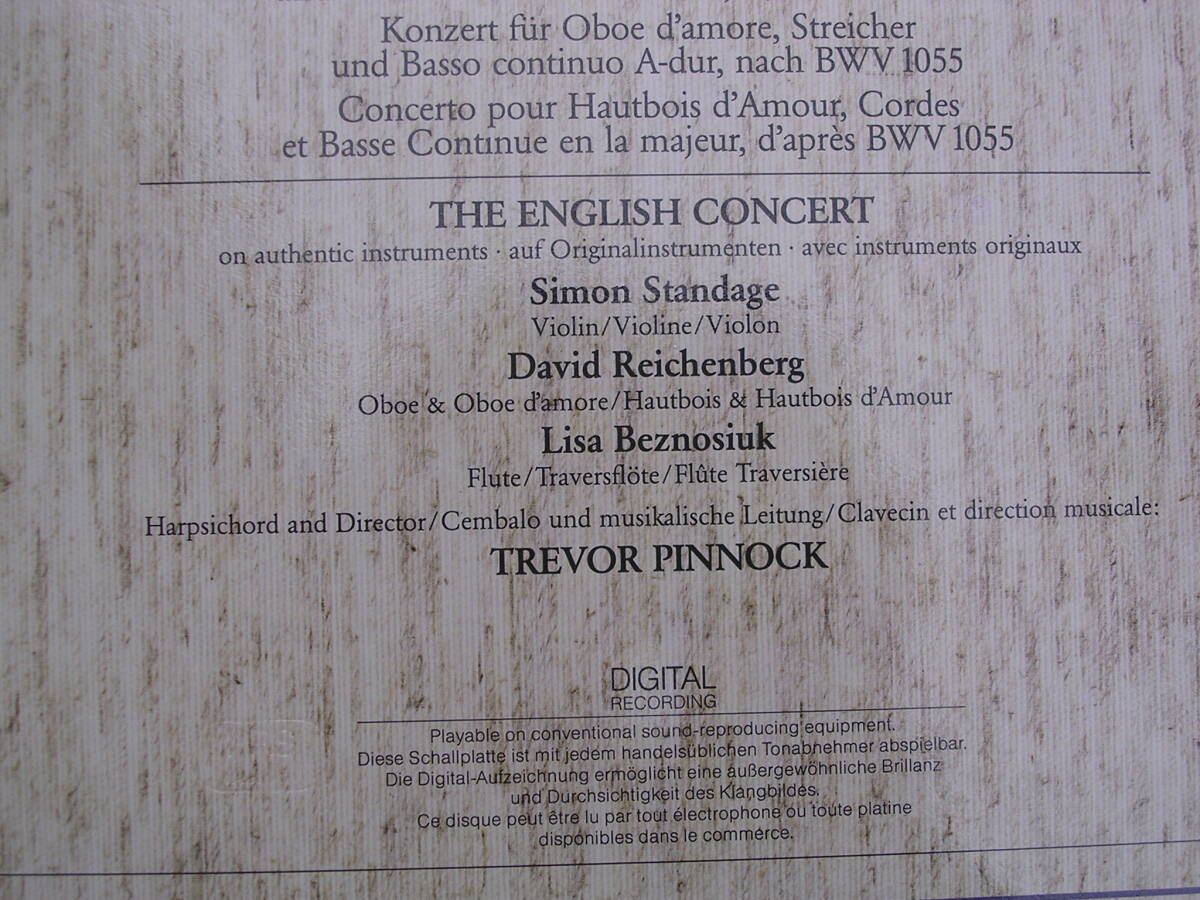 Konzert für Oboe d'amore, Streicher
und Basso continuo A-dur, nach BWV 1055
Concerto pour Hautbois d'Amour, Cordes
et Basse Continue en la majeur, d'après BWV 1055
THE ENGLISH CONCERT
on authentic instruments · auf Originalinstrumenten · avec instruments originaux
Simon Standage
Violin/Violine/Violon
David Reichenberg
Oboe & Oboe d'amore/Hautbois & Hautbois d'Amour
Lisa Beznosiuk
Flute/Traversflöte/Flûte Traversière
Harpsichord and Director/Cembalo und musikalische Leitung/Clavecin et direction musicale:
TREVOR PINNOCK
DIGITAL
RECORDING
Playable on conventional sound-reproducing equipment.
Diese Schallplatte ist mit jedem handelsüblichen Tonabnehmer abspielbar.
Die Digital-Aufzeichnung ermöglicht eine außergewöhnliche Brillanz
und Durchsichtigkeit des Klangbildes.
Ce disque peut être lu par tout électrophone ou toute platine
disponibles dans le commerce.